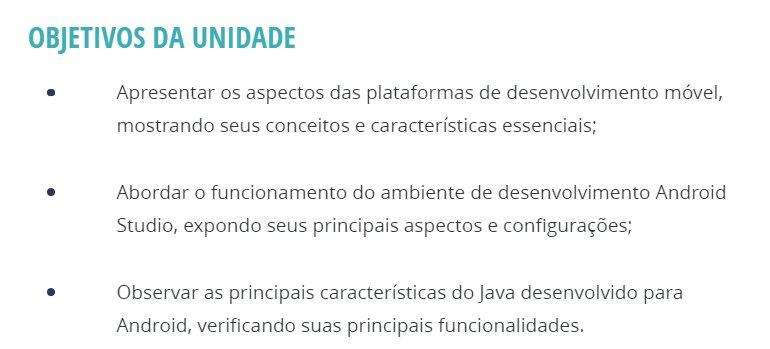 OBJETIVOS DA UNIDADE
• Apresentar os aspectos das plataformas de desenvolvimento móvel,
mostrando seus conceitos e características essenciais;
• Abordar o funcionamento do ambiente de desenvolvimento Android
Studio, expondo seus principais aspectos e configurações;
• Observar as principais características do Java desenvolvido para
Android, verificando suas principais funcionalidades.